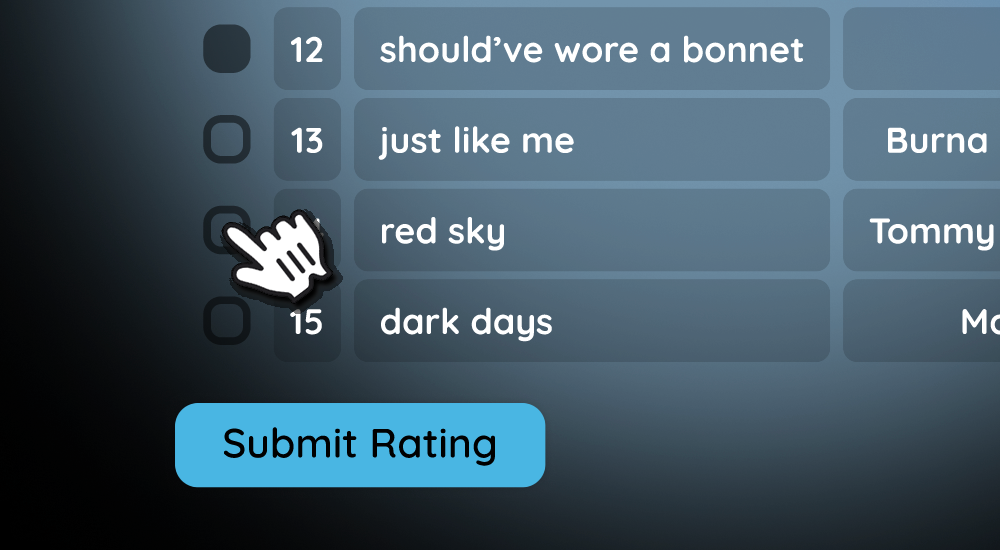 12 should’ve wore a bonnet
13 just like me Burna
red sky Tommy
15 dark days
Submit Rating